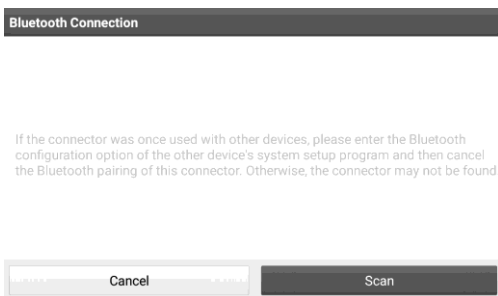 Bluetooth Connection
If the connector was once used with other devices, please enter the Bluetooth
configuration option of the other device's system setup program and then cancel
the Bluetooth pairing of this connector. Otherwise, the connector may not be found
Cancel
Scan